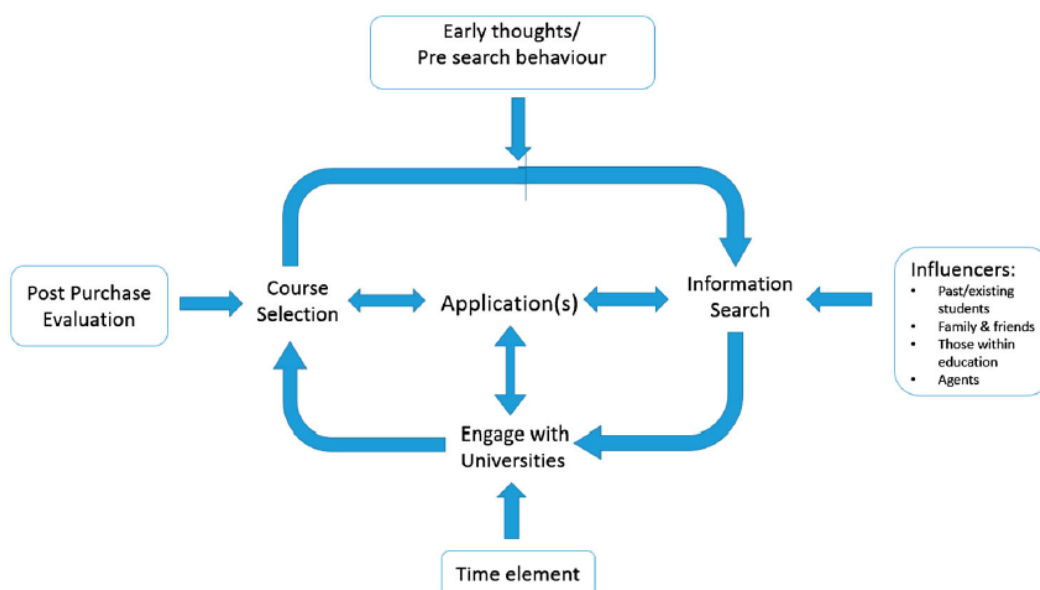 Early thoughts/
Pre search behaviour
Post Purchase
Evaluation
Course
Selection
Application(s)
Information
Search
Influencers:
• Past/existing
students
• Family & friends
• Those within
education
• Agents
Engage with
Universities
Time element